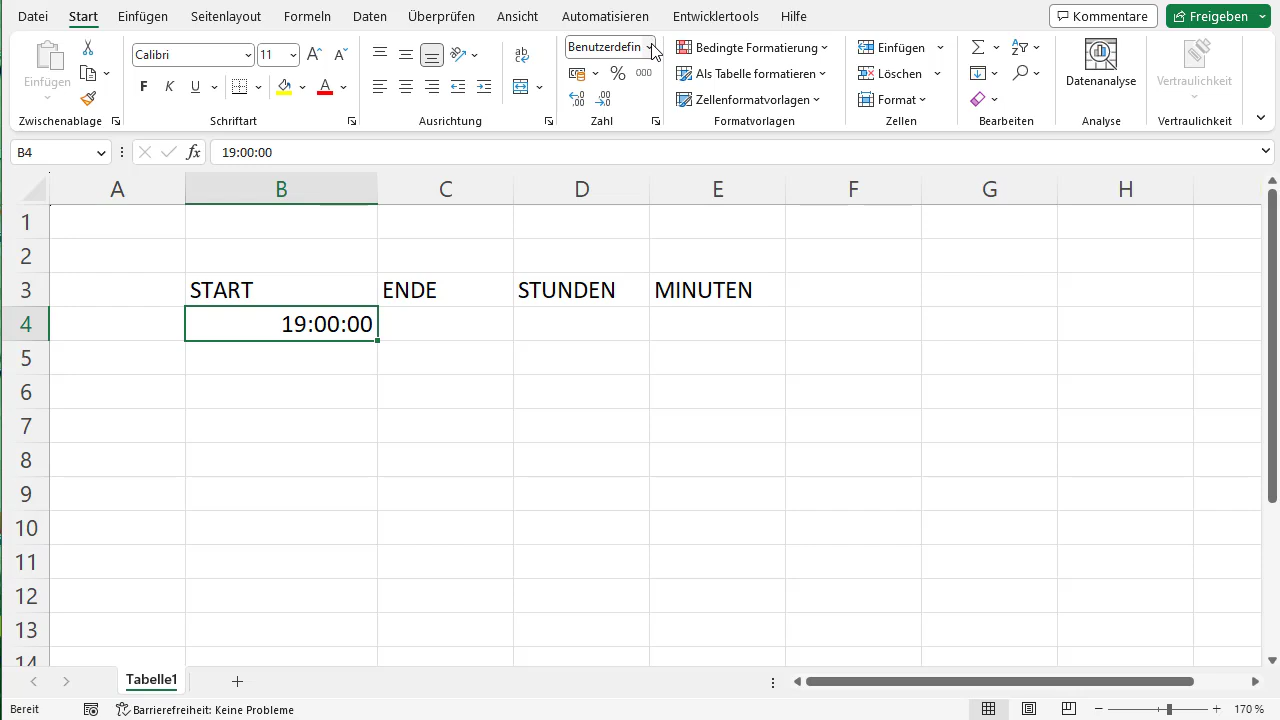 Datei Start Einfügen Seitenlayout Formeln Daten Überprüfen Ansicht Automatisieren Entwicklertools Hilfe Kommentare Freigeben
Calibri 11 Benutzerdefin Bedingte Formatierung Einfügen
Einfügen F K U A % 000 Als Tabelle formatieren Löschen Datenanalyse Vertraulichkeit
Zellenformatvorlagen Format
Zwischenablage Schriftart Ausrichtung Zahl Formatvorlagen Zellen Bearbeiten Analyse Vertraulichkeit
B4 fx 19:00:00
A B C D E F G H
1
2
3 START ENDE STUNDEN MINUTEN
4 19:00:00
5
6
7
8
9
10
11
12
13
14
Tabelle1
Bereit Barrierefreiheit: Keine Probleme 170 %